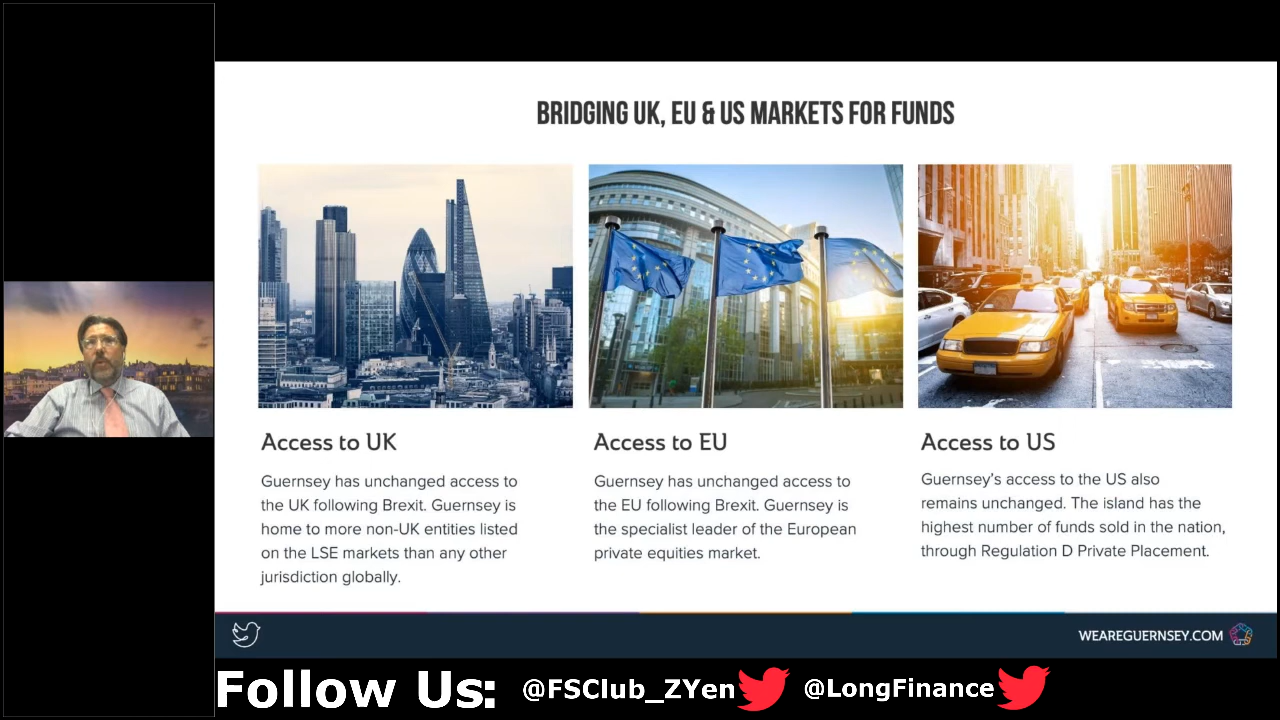 BRIDGING UK, EU & US MARKETS FOR FUNDS
Access to UK
Guernsey has unchanged access to
the UK following Brexit. Guernsey is
home to more non-UK entities listed
on the LSE markets than any other
jurisdiction globally.
Access to EU
Guernsey has unchanged access to
the EU following Brexit. Guernsey is
the specialist leader of the European
private equities market.
Access to US
Guernsey's access to the US also
remains unchanged. The island has the
highest number of funds sold in the nation,
through Regulation D Private Placement.
WEAREGUERNSEY.COM
Follow Us: @FSClub_ZYen @LongFinance